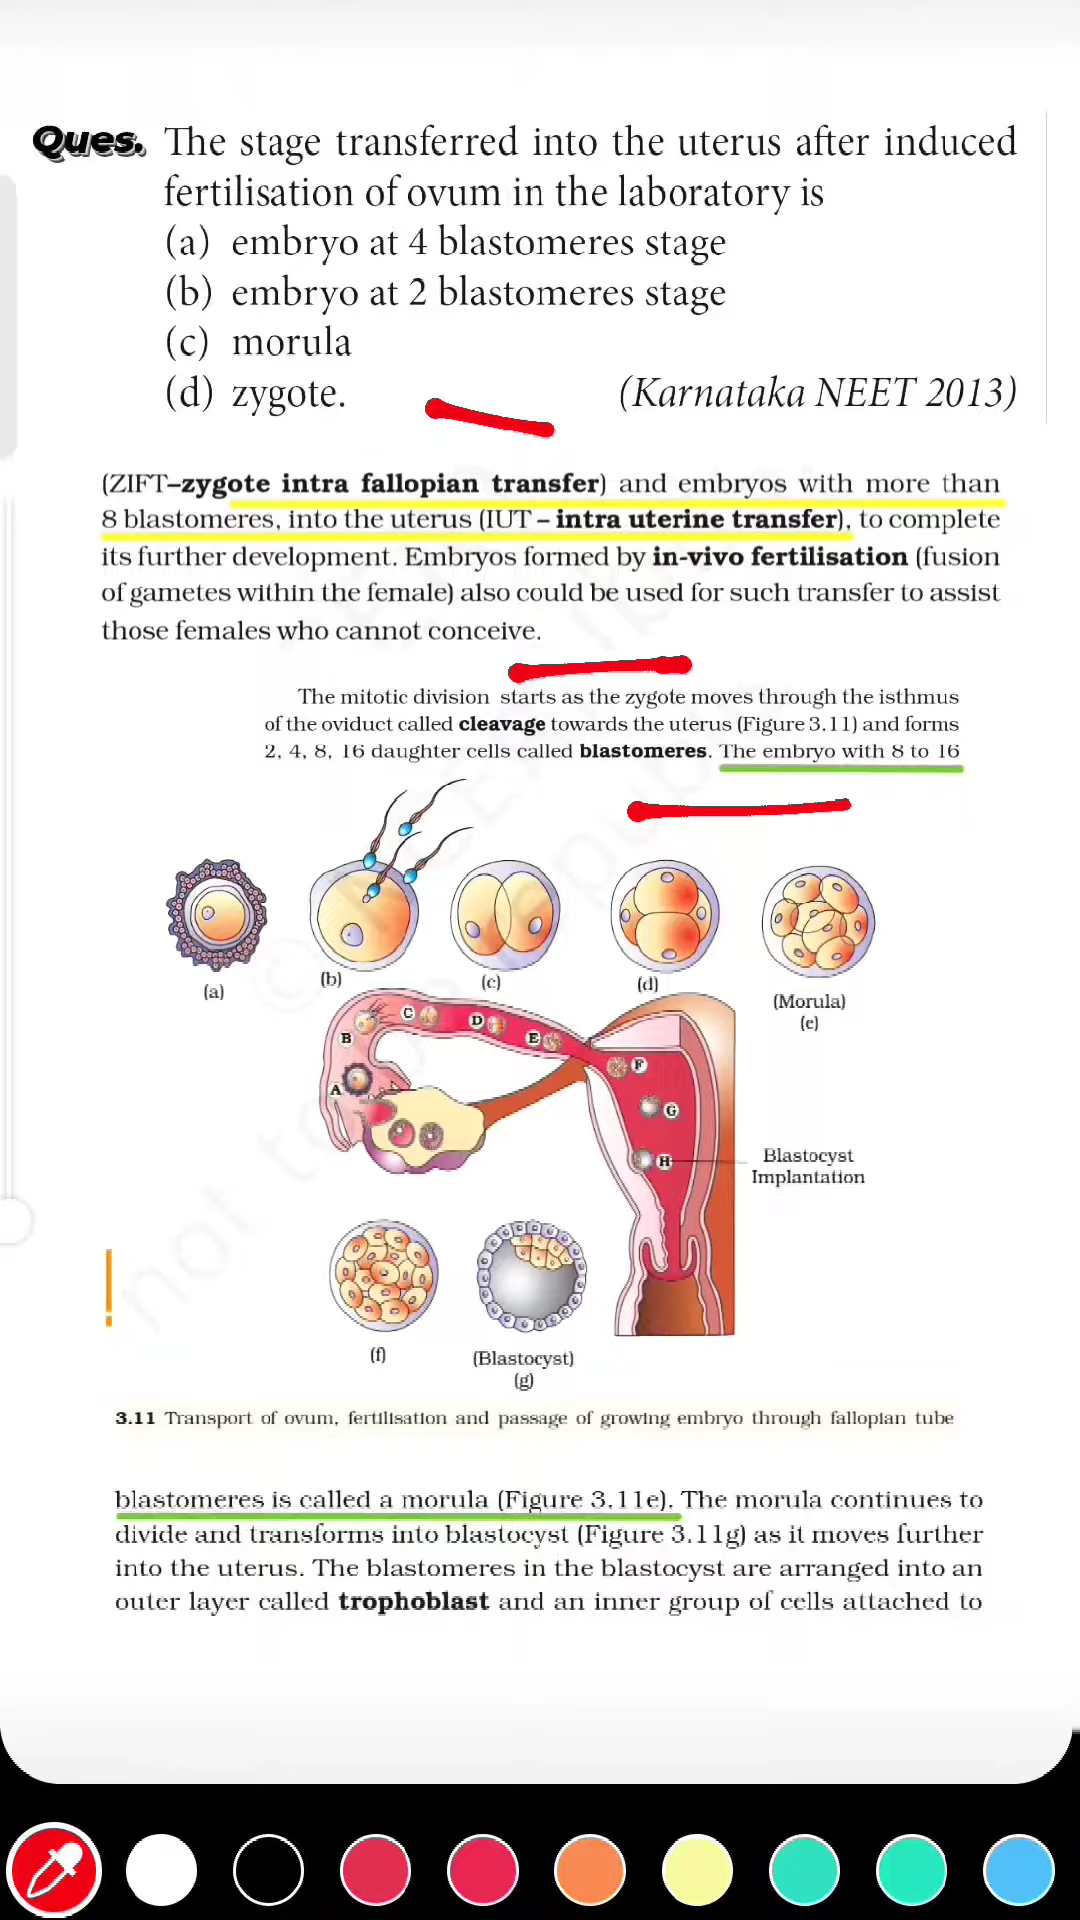 Ques. The stage transferred into the uterus after induced
fertilisation of ovum in the laboratory is
(a) embryo at 4 blastomeres stage
(b) embryo at 2 blastomeres stage
(c) morula
(d) zygote. (Karnataka NEET 2013)
(ZIFT–zygote intra fallopian transfer) and embryos with more than
8 blastomeres, into the uterus (IUT – intra uterine transfer), to complete
its further development. Embryos formed by in-vivo fertilisation (fusion
of gametes within the female) also could be used for such transfer to assist
those females who cannot conceive.
The mitotic division starts as the zygote moves through the isthmus
of the oviduct called cleavage towards the uterus (Figure 3.11) and forms
2, 4, 8, 16 daughter cells called blastomeres. The embryo with 8 to 16
(a)
(b)
(c)
(d)
(Morula)
(e)
A
B
C
D
E
F
G
H
Blastocyst
Implantation
(f)
(Blastocyst)
(g)
3.11 Transport of ovum, fertilisation and passage of growing embryo through fallopian tube
blastomeres is called a morula (Figure 3.11e). The morula continues to
divide and transforms into blastocyst (Figure 3.11g) as it moves further
into the uterus. The blastomeres in the blastocyst are arranged into an
outer layer called trophoblast and an inner group of cells attached to